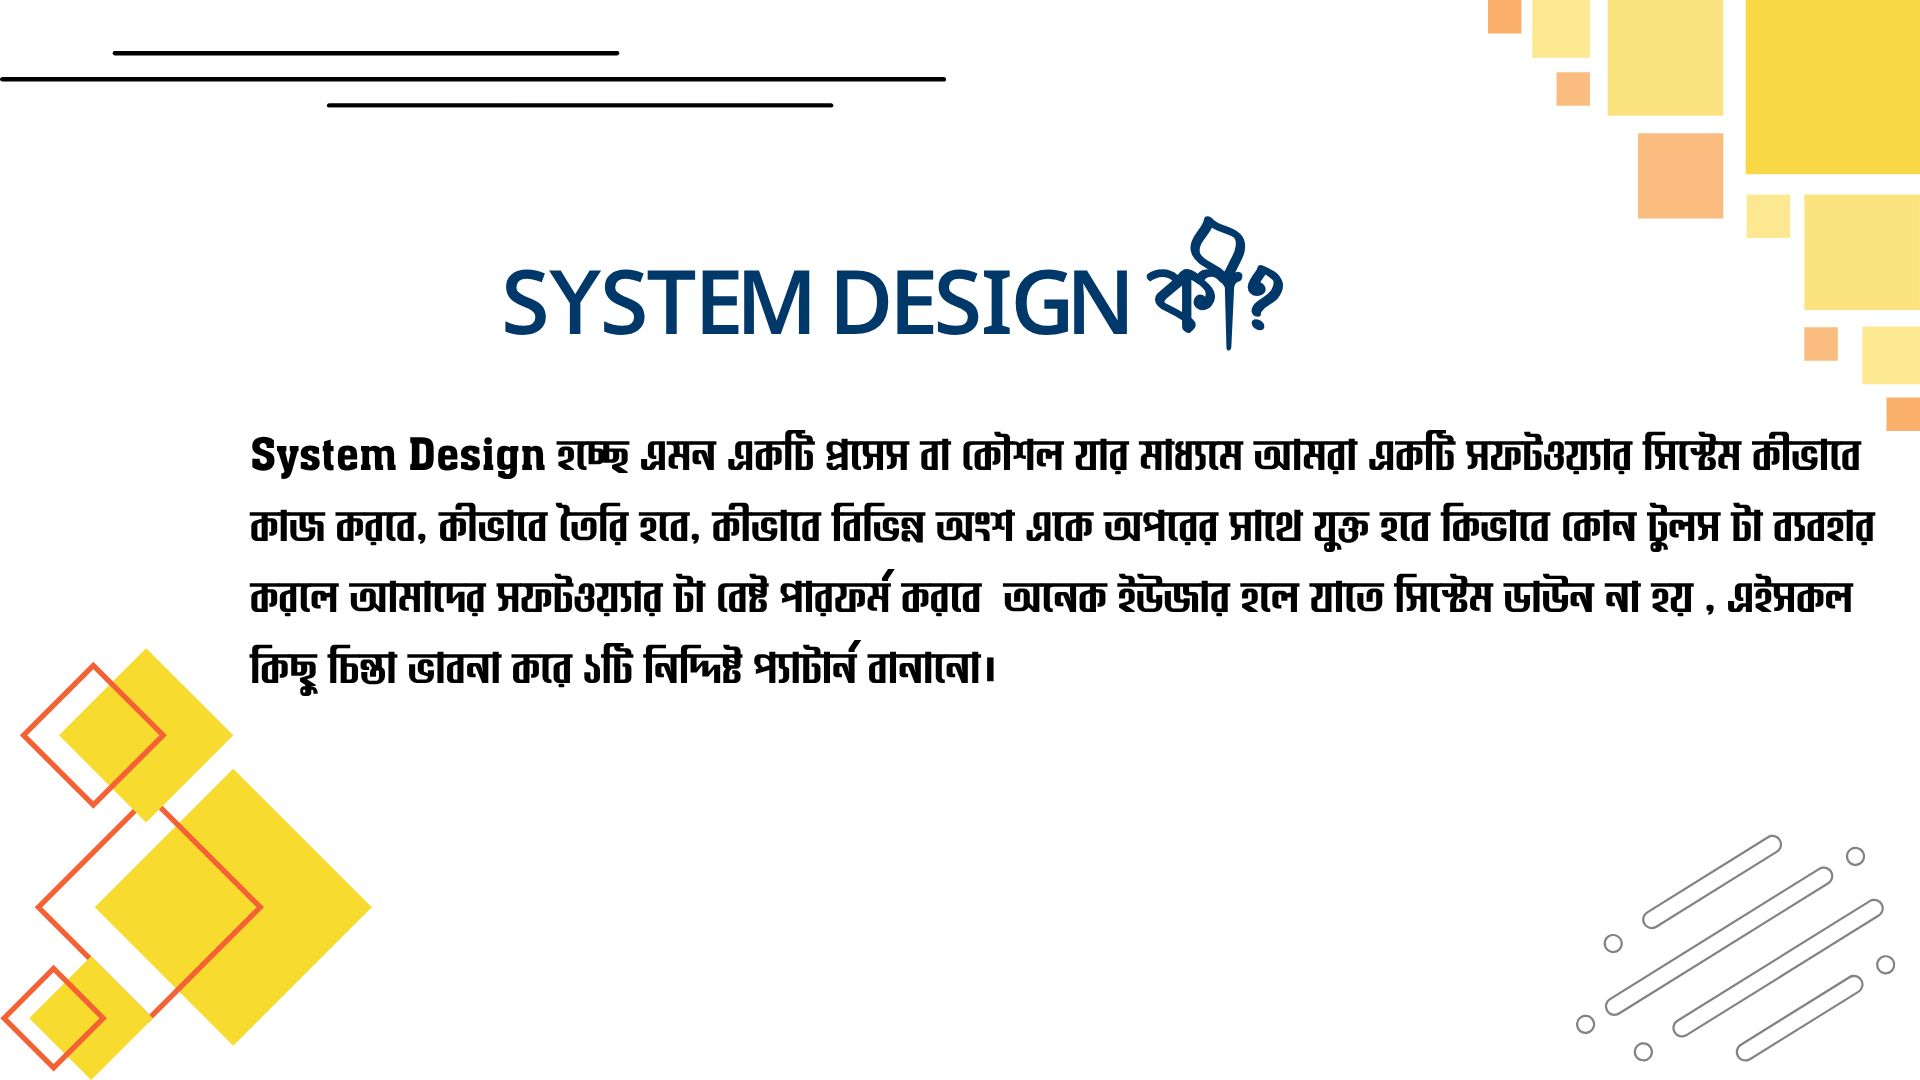 SYSTEM DESIGN কী?
System Design হচ্ছে এমন একটি প্রসেস বা কৌশল যার মাধ্যমে আমরা একটি সফটওয়্যার সিস্টেম কীভাবে
কাজ করবে, কীভাবে তৈরি হবে, কীভাবে বিভিন্ন অংশ একে অপরের সাথে যুক্ত হবে কিভাবে কোন টুলস টা ব্যবহার
করলে আমাদের সফটওয়্যার টা বেষ্ট পারফর্ম করবে অনেক ইউজার হলে যাতে সিস্টেম ডাউন না হয় , এইসকল
কিছু চিন্তা ভাবনা করে ১টি নিদ্দিষ্ট প্যাটার্ন বানানো।